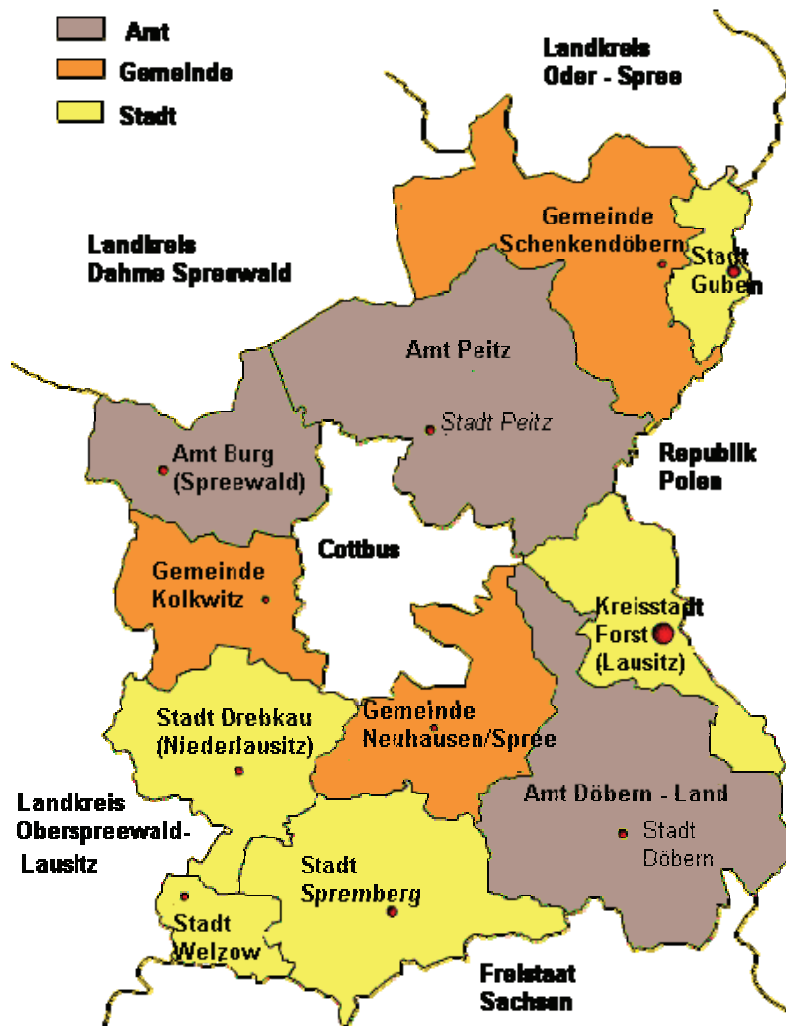 Amt
Gemeinde
Stadt
Landkreis
Oder - Spree
Landkreis
Dahme Spreewald
Gemeinde
Schenkendöbern
Stadt
Guben
Amt Peitz
Stadt Peitz
Amt Burg
(Spreewald)
Republik
Polen
Cottbus
Gemeinde
Kolkwitz
Kreisstadt
Forst
(Lausitz)
Stadt Drebkau
(Niederlausitz)
Gemeinde
Neuhausen/Spree
Landkreis
Oberspreewald-
Lausitz
Amt Döbern - Land
Stadt
Döbern
Stadt
Spremberg
Stadt
Welzow
Freistaat
Sachsen